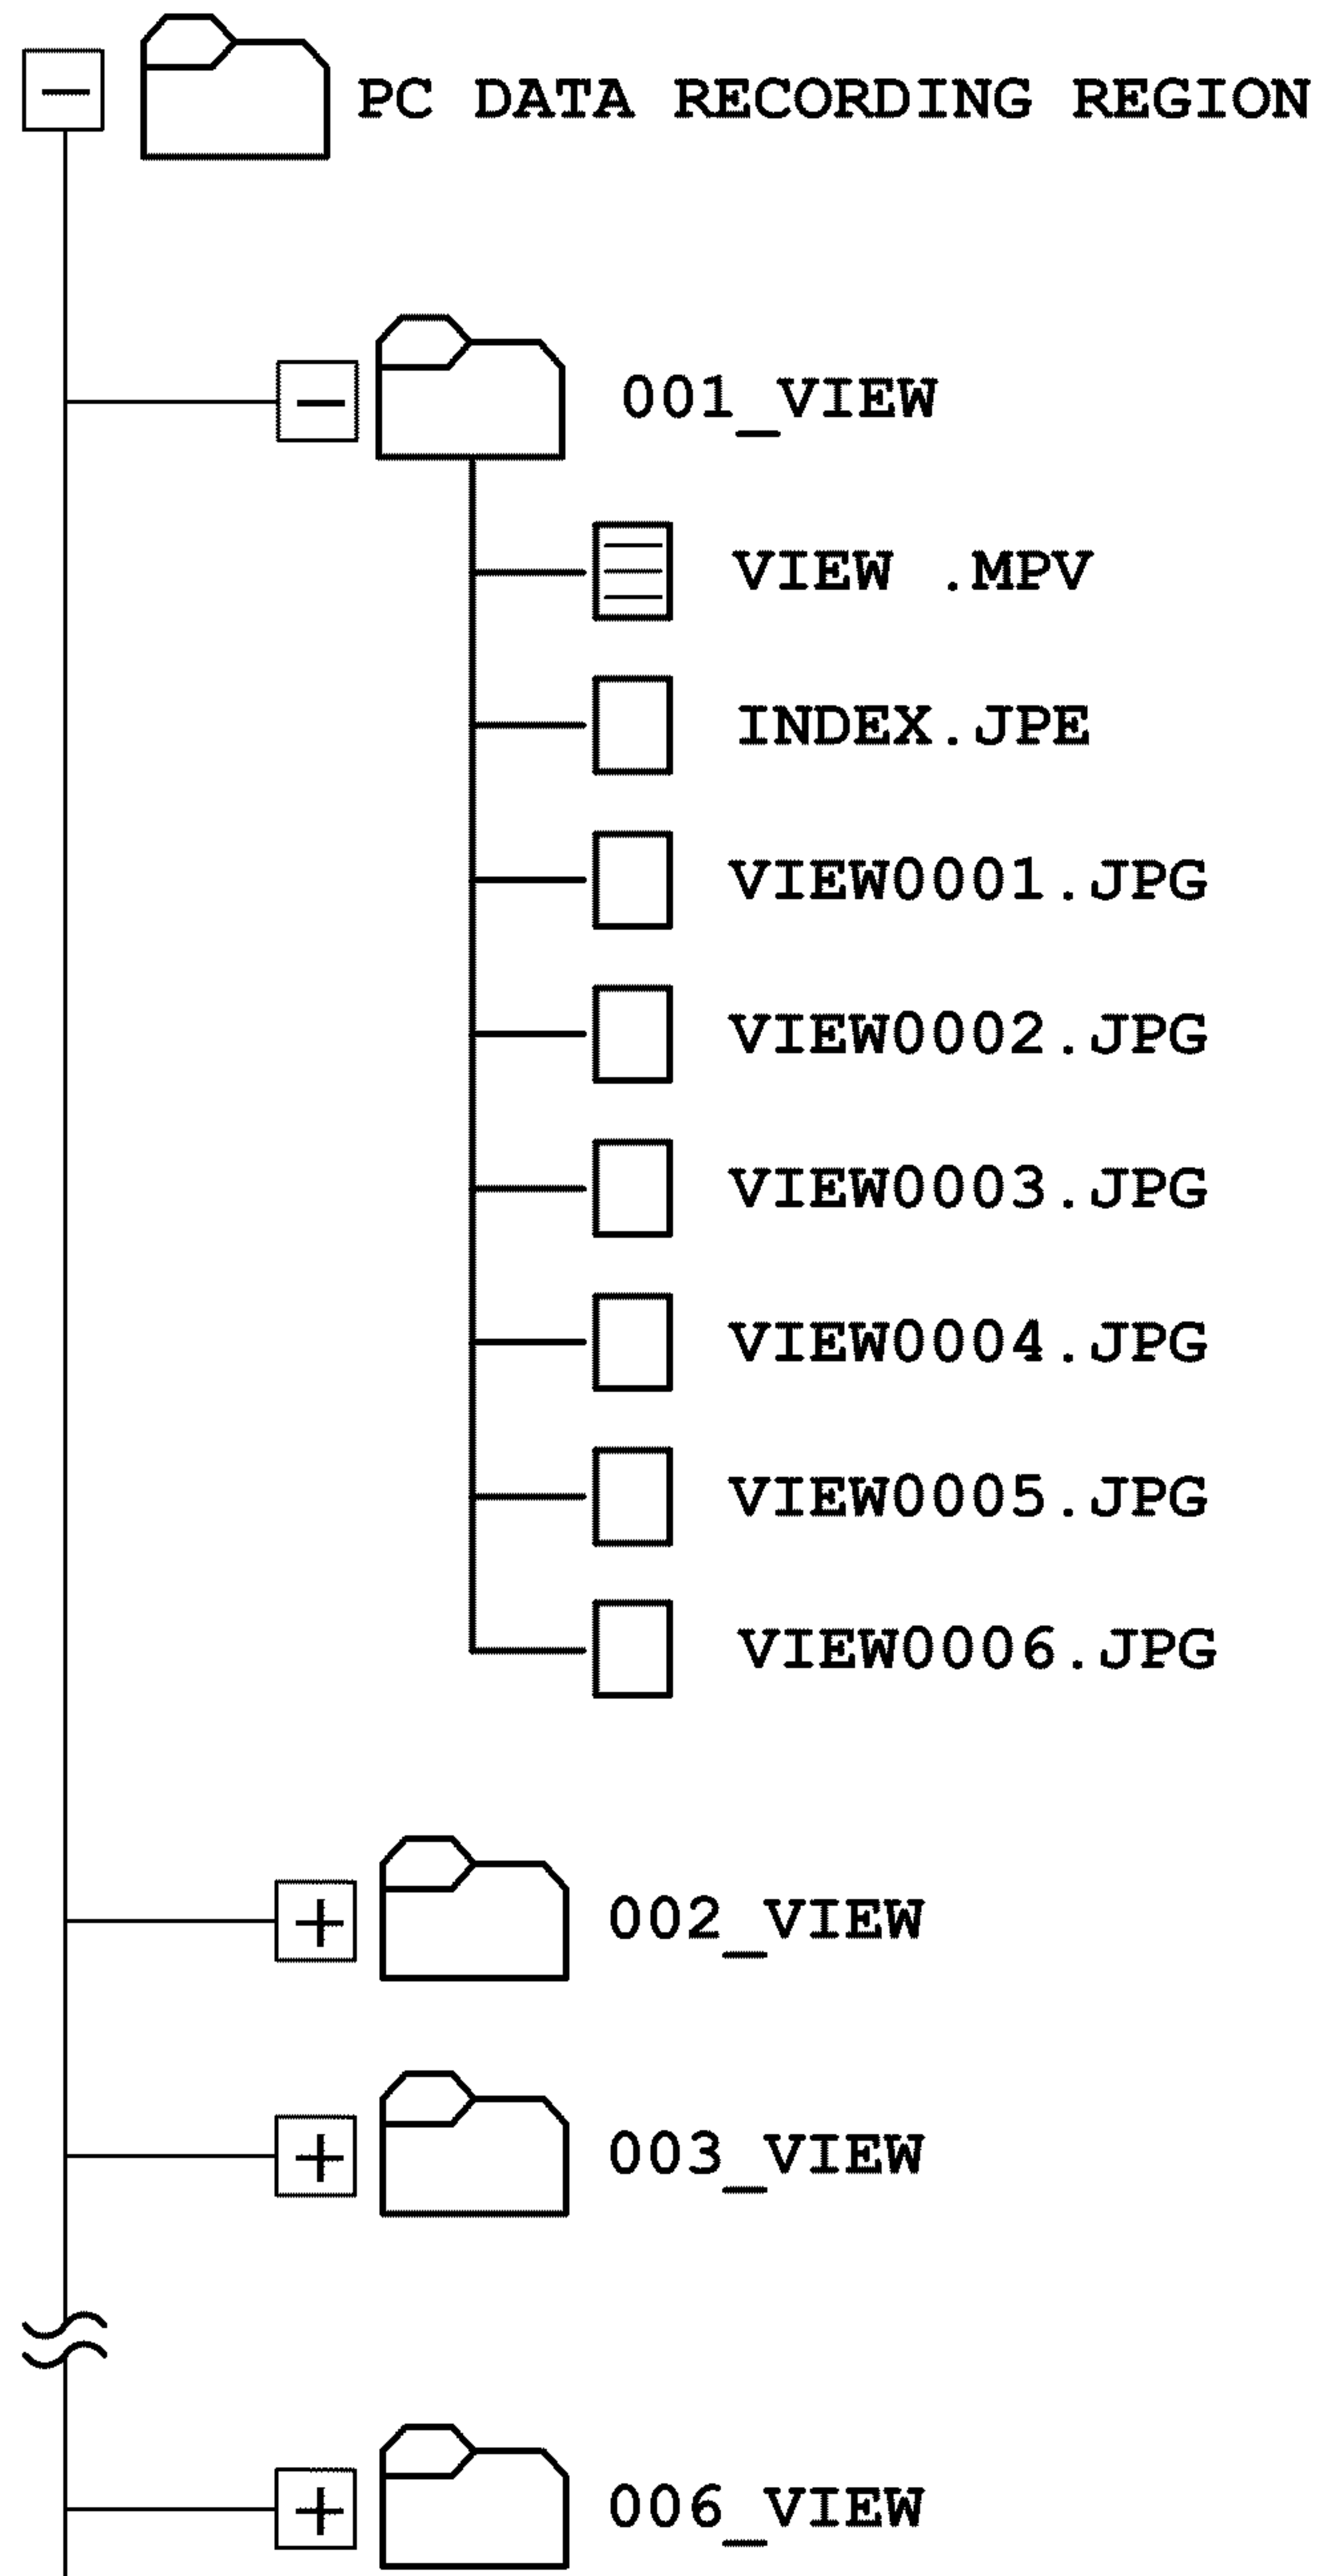 PC DATA RECORDING REGION
001_VIEW
VIEW .MPV
INDEX.JPE
VIEW0001.JPG
VIEW0002.JPG
VIEW0003.JPG
VIEW0004.JPG
VIEW0005.JPG
VIEW0006.JPG
002_VIEW
003_VIEW
006_VIEW